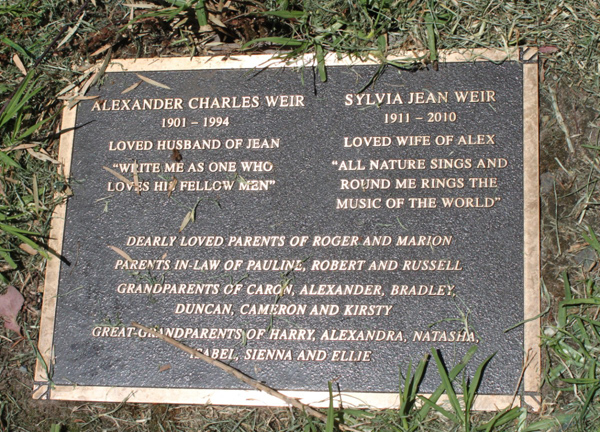 ALEXANDER CHARLES WEIR
1901 – 1994
LOVED HUSBAND OF JEAN
"WRITE ME AS ONE WHO
LOVES HIS FELLOW MEN"
SYLVIA JEAN WEIR
1911 – 2010
LOVED WIFE OF ALEX
"ALL NATURE SINGS AND
ROUND ME RINGS THE
MUSIC OF THE WORLD"
DEARLY LOVED PARENTS OF ROGER AND MARION
PARENTS IN-LAW OF PAULINE, ROBERT AND RUSSELL
GRANDPARENTS OF CARON, ALEXANDER, BRADLEY,
DUNCAN, CAMERON AND KIRSTY
GREAT-GRANDPARENTS OF HARRY, ALEXANDRA, NATASHA,
ISABEL, SIENNA AND ELLIE